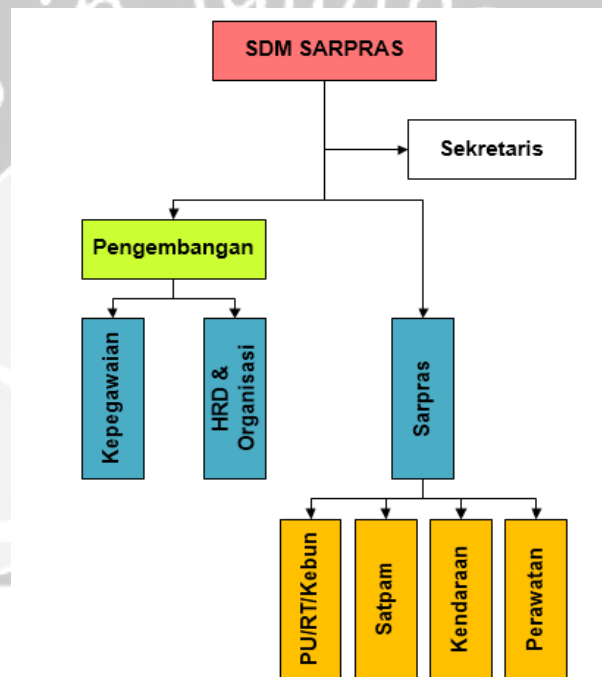 SDM SARPRAS
Sekretaris
Pengembangan
Kepegawaian
HRD &
Organisasi
Sarpras
PU/RT/Kebun
Satpam
Kendaraan
Perawatan